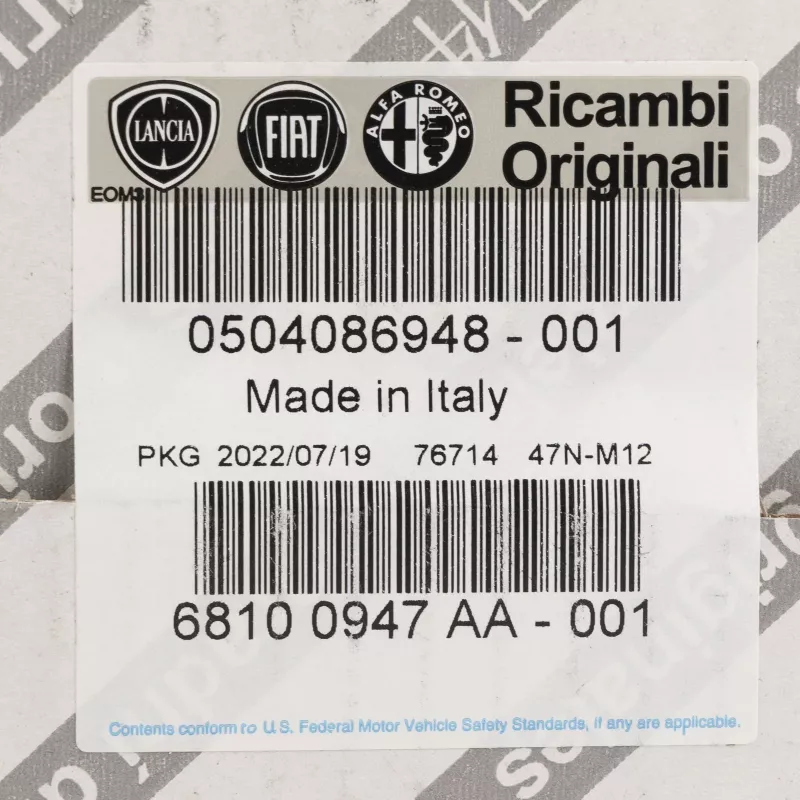 LANCIA FIAT ALFA ROMEO
Ricambi
Originali
EOM3
0504086948 - 001
Made in Italy
PKG 2022/07/19 76714 47N-M12
6810 0947 AA - 001
Contents conform to U.S. Federal Motor Vehicle Safety Standards, if any are applicable.